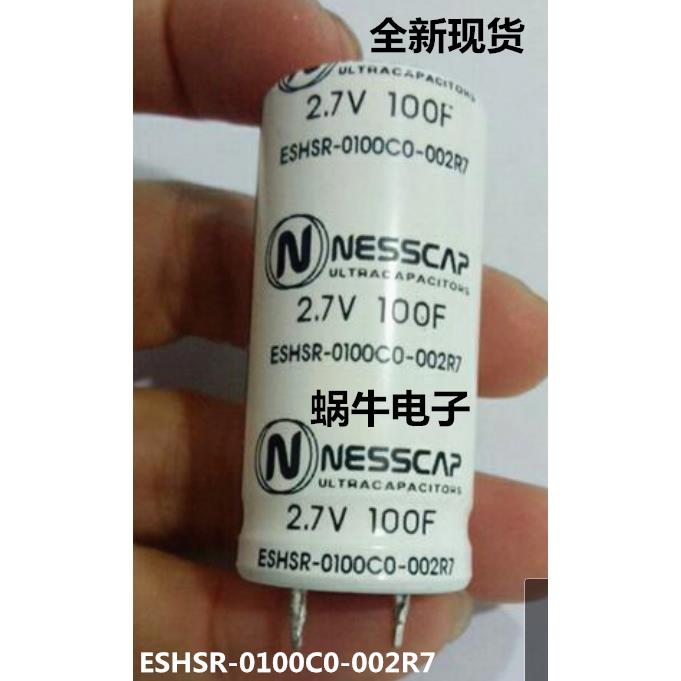 全新现货
ULTRACAPACITORS
2.7V 100F
ESHSR-0100C0-002R7
NESSCAP
ULTRACAPACITORS
2.7V 100F
ESHSR-0100C0-002R7
蜗牛电子
NESSCAP
ULTRACAPACITORS
2.7V 100F
ESHSR-0100C0-002R7
ESHSR-0100C0-002R7